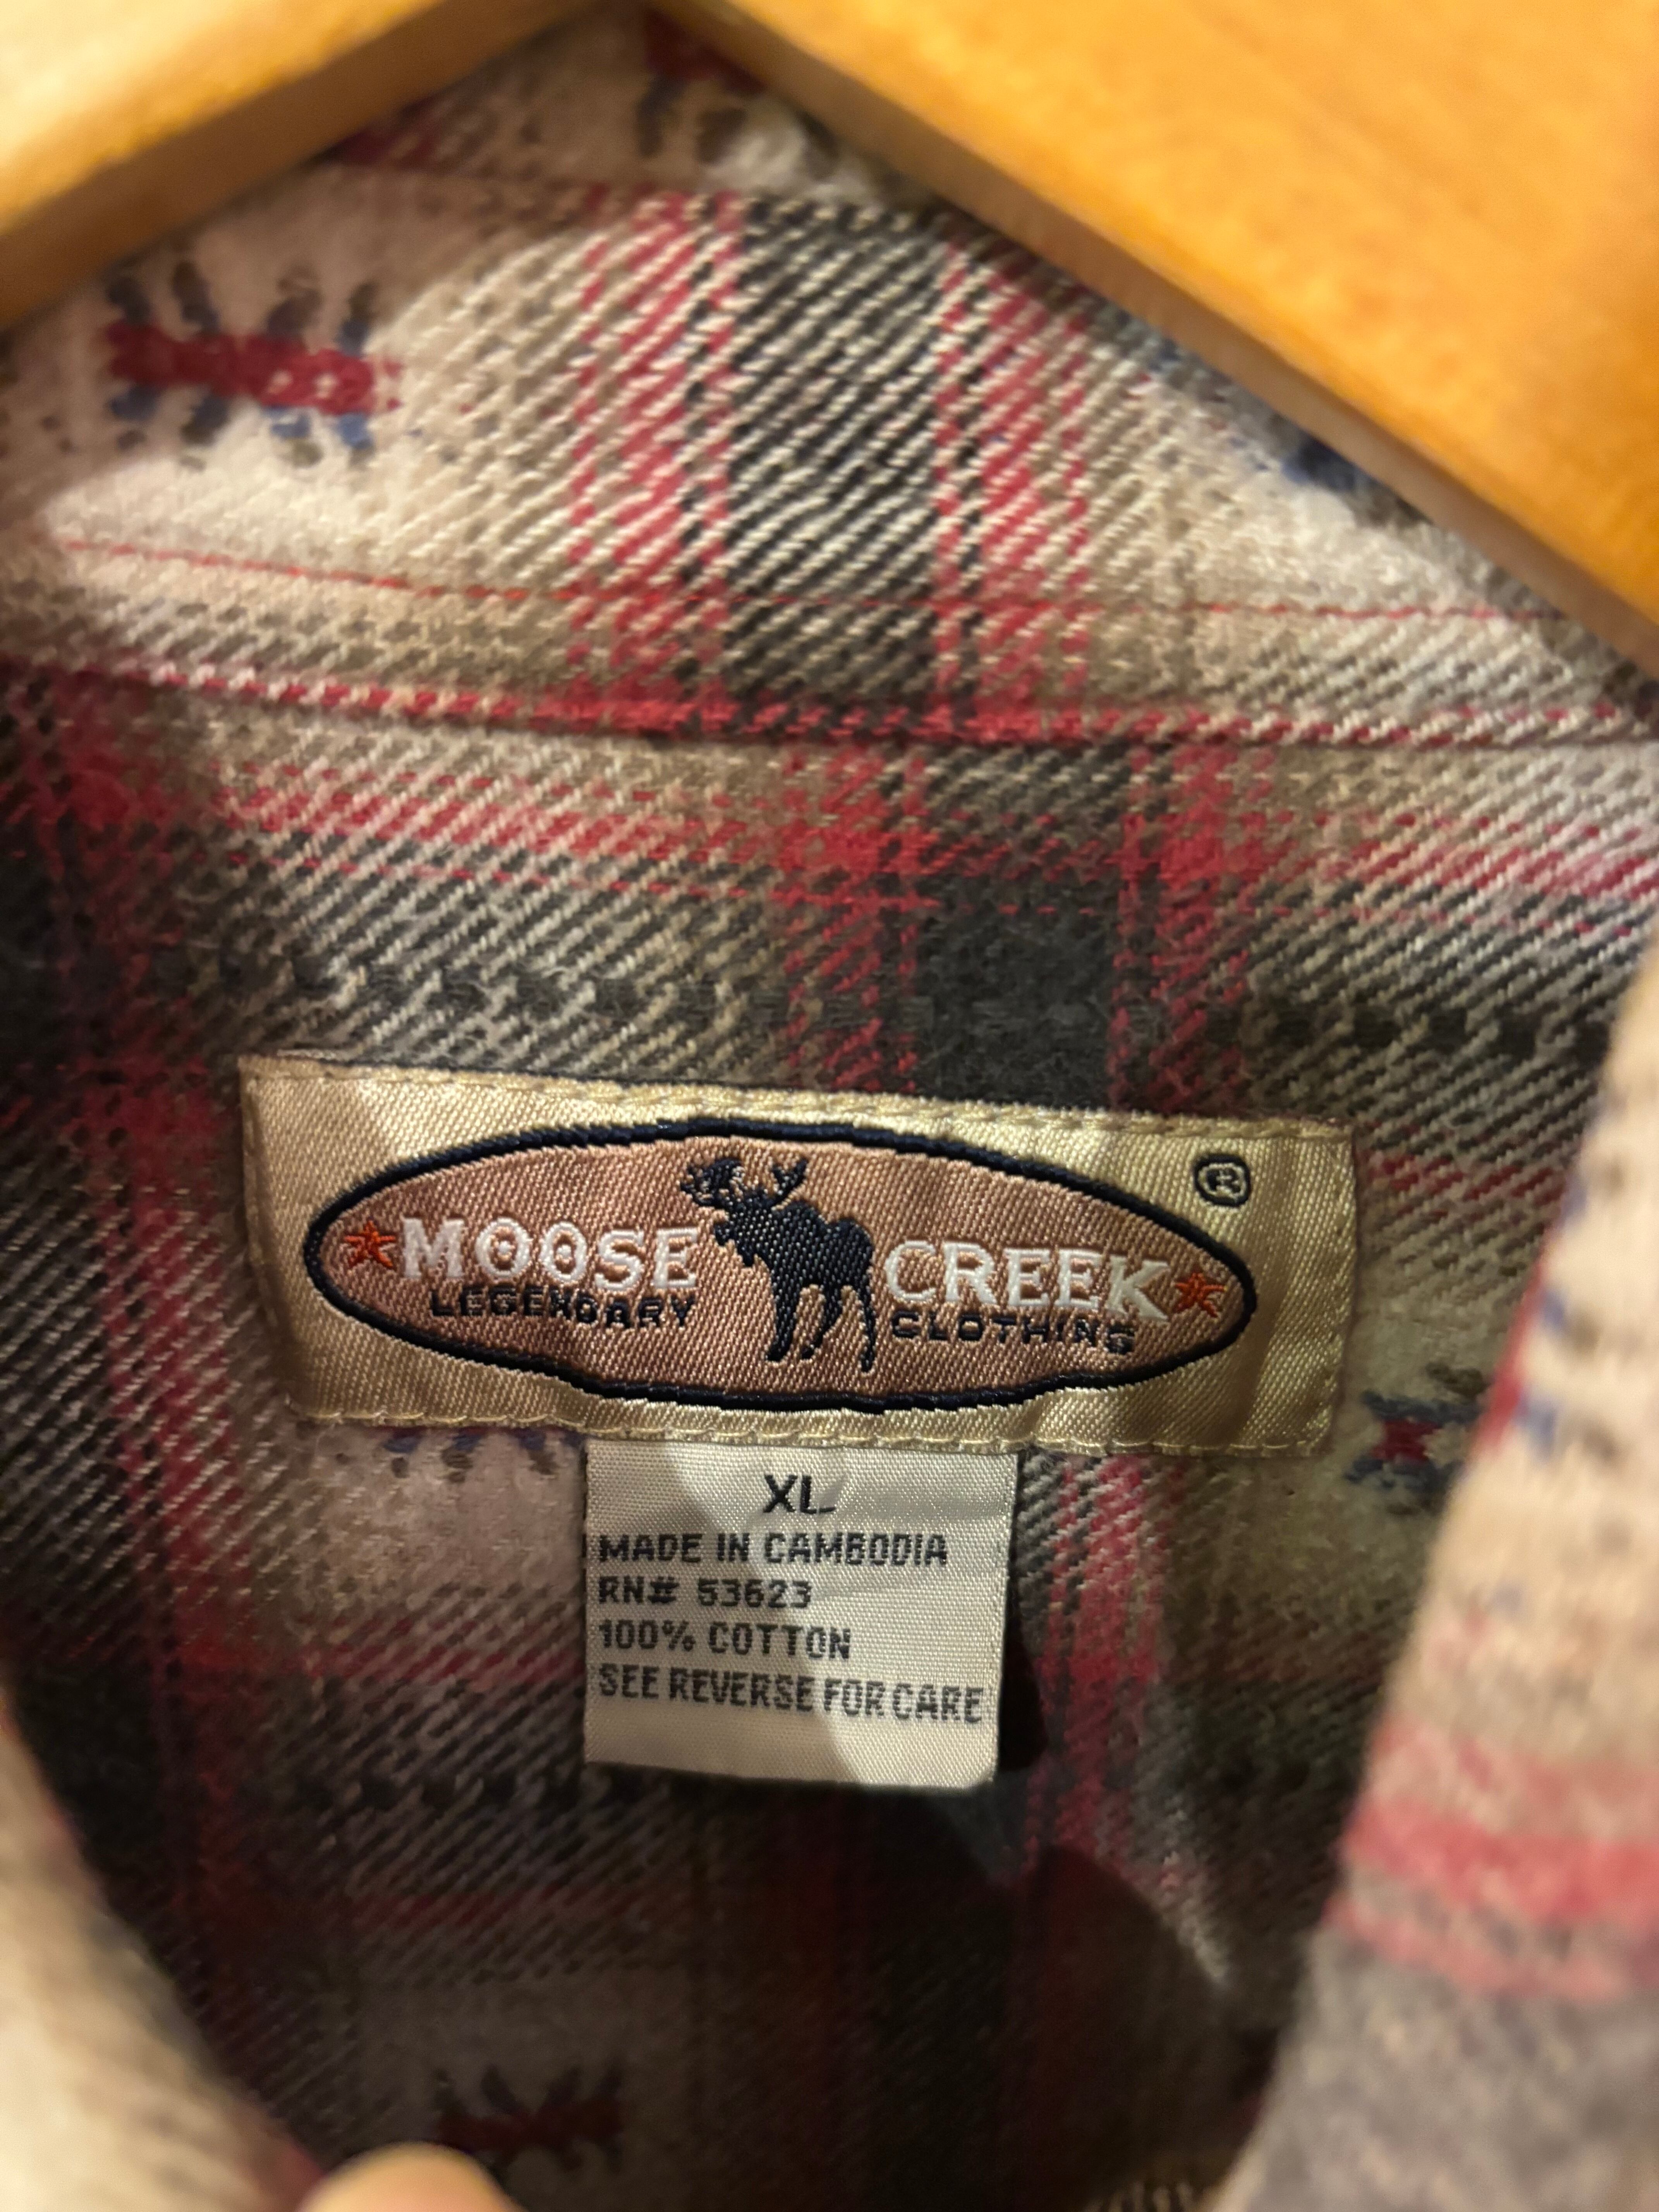 ®
MOOSE CREEK
LEGENDARY CLOTHING
XL
MADE IN CAMBODIA
RN# 53623
100% COTTON
SEE REVERSE FOR CARE